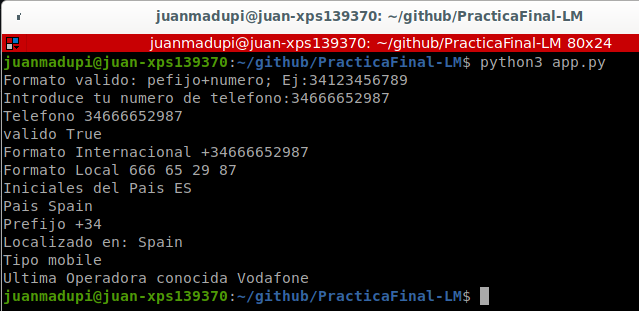 juanmadupi@juan-xps139370: ~/github/PracticaFinal-LM
juanmadupi@juan-xps139370: ~/github/PracticaFinal-LM 80x24
juanmadupi@juan-xps139370:~/github/PracticaFinal-LM$ python3 app.py
Formato valido: pefijo+numero; Ej:34123456789
Introduce tu numero de telefono:34666652987
Telefono 34666652987
valido True
Formato Internacional +34666652987
Formato Local 666 65 29 87
Iniciales del Pais ES
Pais Spain
Prefijo +34
Localizado en: Spain
Tipo mobile
Ultima Operadora conocida Vodafone
juanmadupi@juan-xps139370:~/github/PracticaFinal-LM$